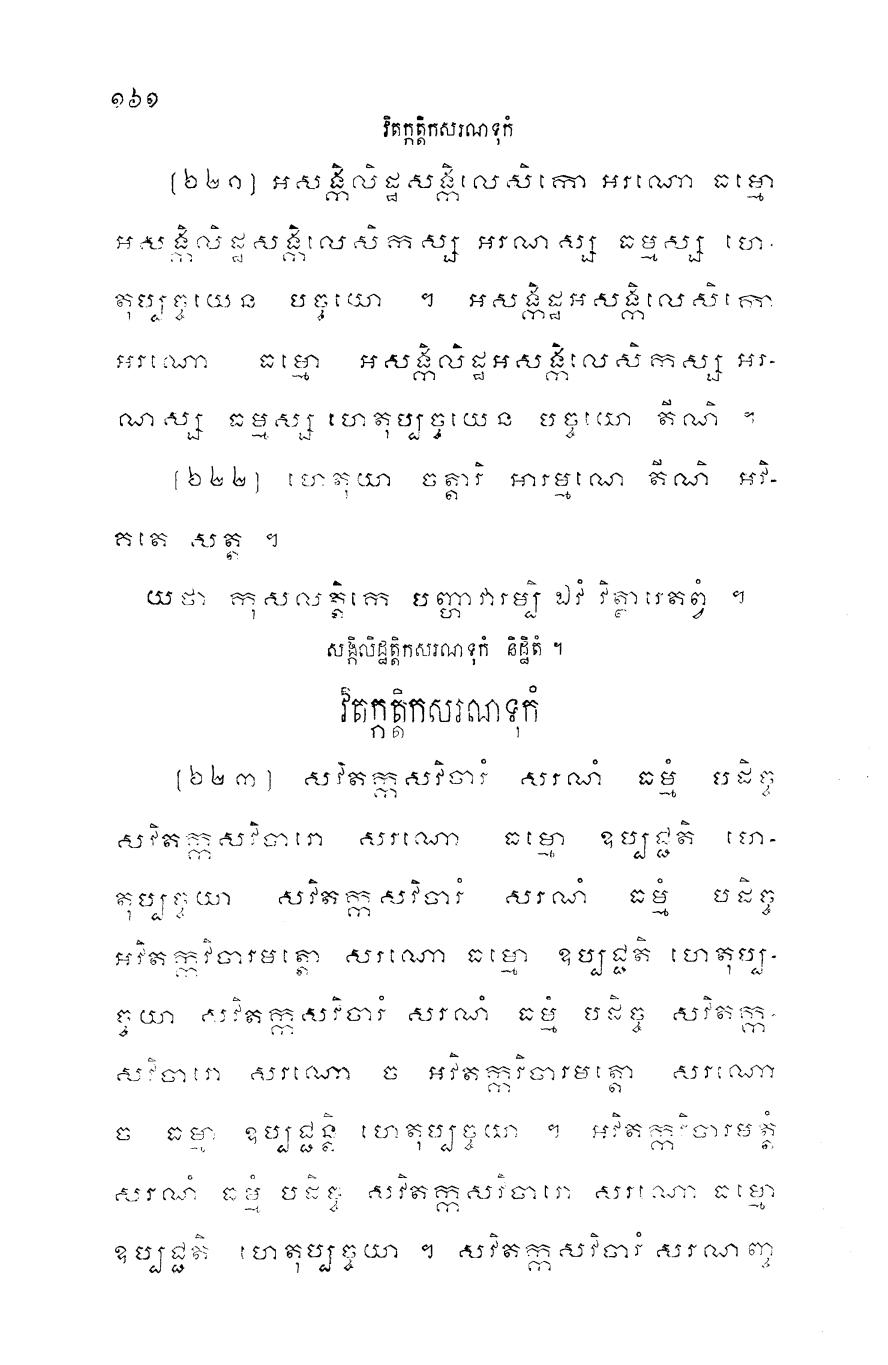 ១៦១
វិតក្កត្តិកសរណទុកំ
(៦២១) អសង្កិលិដ្ឋសង្កិលេសិកោ អរណោ ធម្មោ
អសង្កិលិដ្ឋសង្កិលេសិកស្ស អរណស្ស ធម្មស្ស ហេ-
តុប្បច្ចយេន បច្ចយោ ។ អសង្កិដ្ឋអសង្កិលេសិកោ
អរណោ ធម្មោ អសង្កិលិដ្ឋអសង្កិលេសិកស្ស អរ-
ណស្ស ធម្មស្ស ហេតុប្បច្ចយេន បច្ចយោ តីណិ ។
(៦២២) ហេតុយា ចត្តារិ អារម្មណេ តីណិ អវិ-
គតេ សត្ត ។
យថា កុសលត្តិកេ បញ្ហាវារម្បិ ឯវំ វិត្ថារេតព្វំ ។
សង្កិលិដ្ឋត្តិកសរណទុកំ និដ្ឋិតំ ។
វិតក្កត្តិកសរណទុកំ
(៦២៣) សវិតក្កសវិចារំ សរណំ ធម្មំ បដិច្ច
សវិតក្កសវិចារោ សរណោ ធម្មោ ឧប្បជ្ជតិ ហេ-
តុប្បច្ចយា សវិតក្កសវិចារំ សរណំ ធម្មំ បដិច្ច
អវិតក្កវិចារមត្តោ សរណោ ធម្មោ ឧប្បជ្ជតិ ហេតុប្ប-
ច្ចយា សវិតក្កសវិចារំ សរណំ ធម្មំ បដិច្ច សវិតក្ក-
សវិចារោ សរណោ ច អវិតក្កវិចារមត្តោ សរណោ
ច ធម្មា ឧប្បជ្ជន្តិ ហេតុប្បច្ចយា ។ អវិតក្កវិចារមត្តំ
សរណំ ធម្មំ បដិច្ច សវិតក្កសវិចារោ សរណោ ធម្មោ
ឧប្បជ្ជតិ ហេតុប្បច្ចយា ។ សវិតក្កសវិចារំ សរណញ្ច